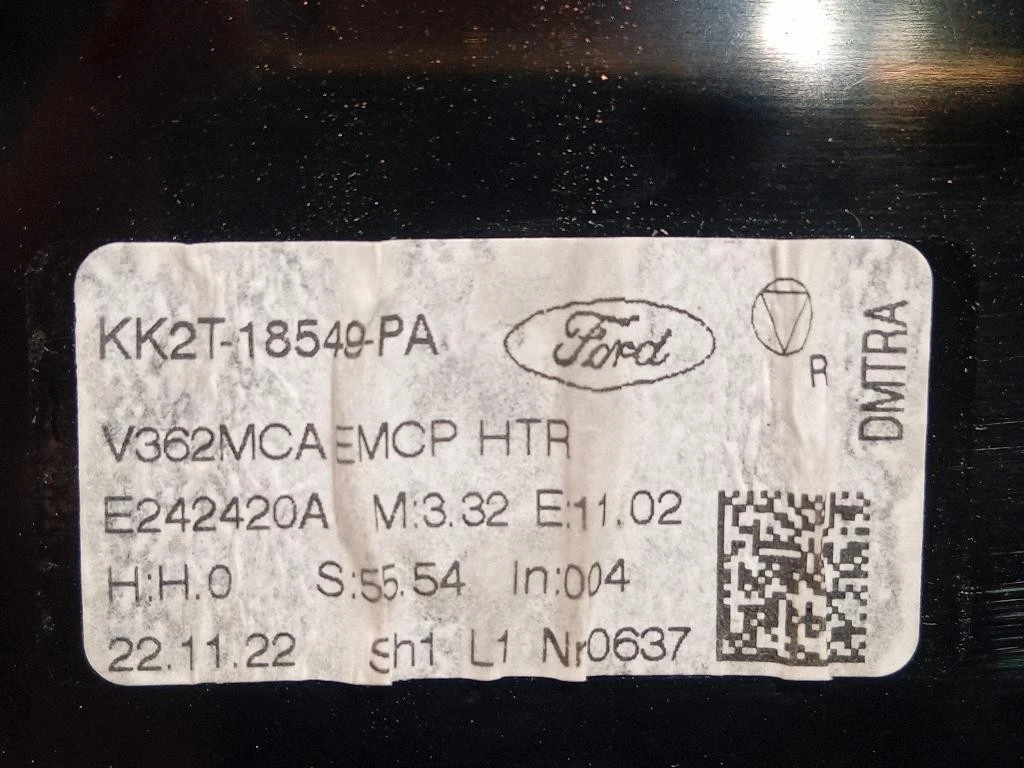 KK2T-18549-PA
Ford
R
DMTRA
V362MCA EMCP HTR
E242420A M:3.32 E:11.02
H:H.0 S:55.54 In:004
22.11.22 Sh1 L1 Nr0637